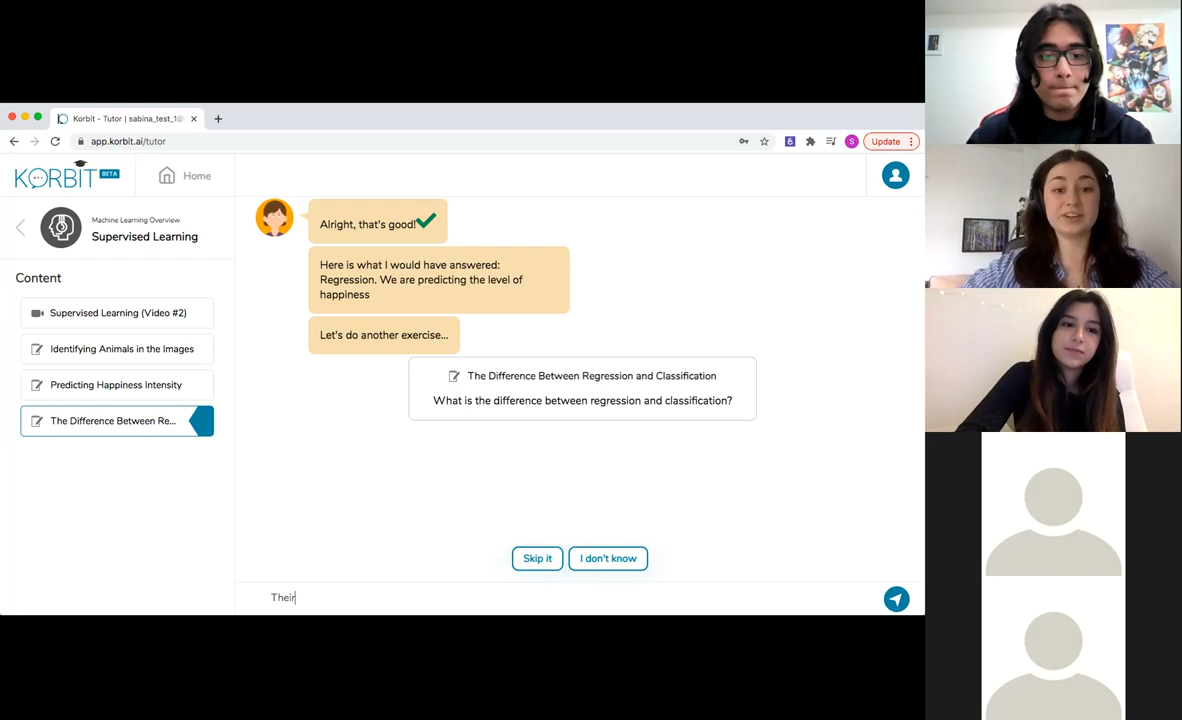 Korbit - Tutor | sabina_test_1@
app.korbit.ai/tutor
Update
KORBIT BETA
Home
Machine Learning Overview
Supervised Learning
Content
Supervised Learning (Video #2)
Identifying Animals in the Images
Predicting Happiness Intensity
The Difference Between Re...
Alright, that's good!
Here is what I would have answered:
Regression. We are predicting the level of
happiness
Let's do another exercise...
The Difference Between Regression and Classification
What is the difference between regression and classification?
Skip it
I don't know
Their